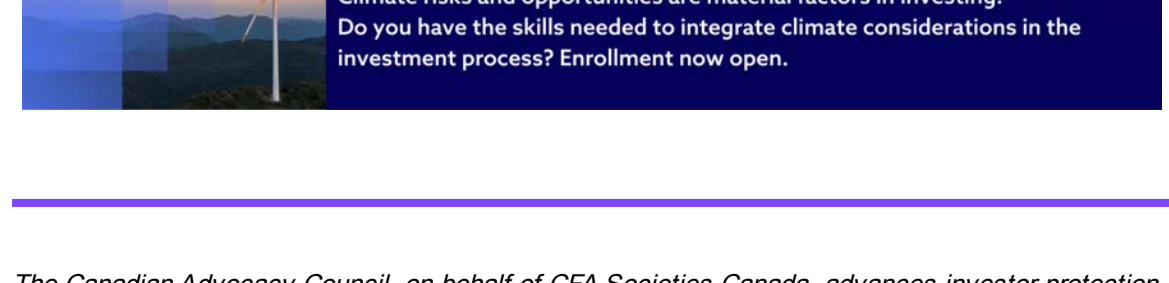 Climate risks and opportunities are material factors in investing.
Do you have the skills needed to integrate climate considerations in the
investment process? Enrollment now open.
The Canadian Advocacy Council, on behalf of CFA Societies Canada, advances investor protection